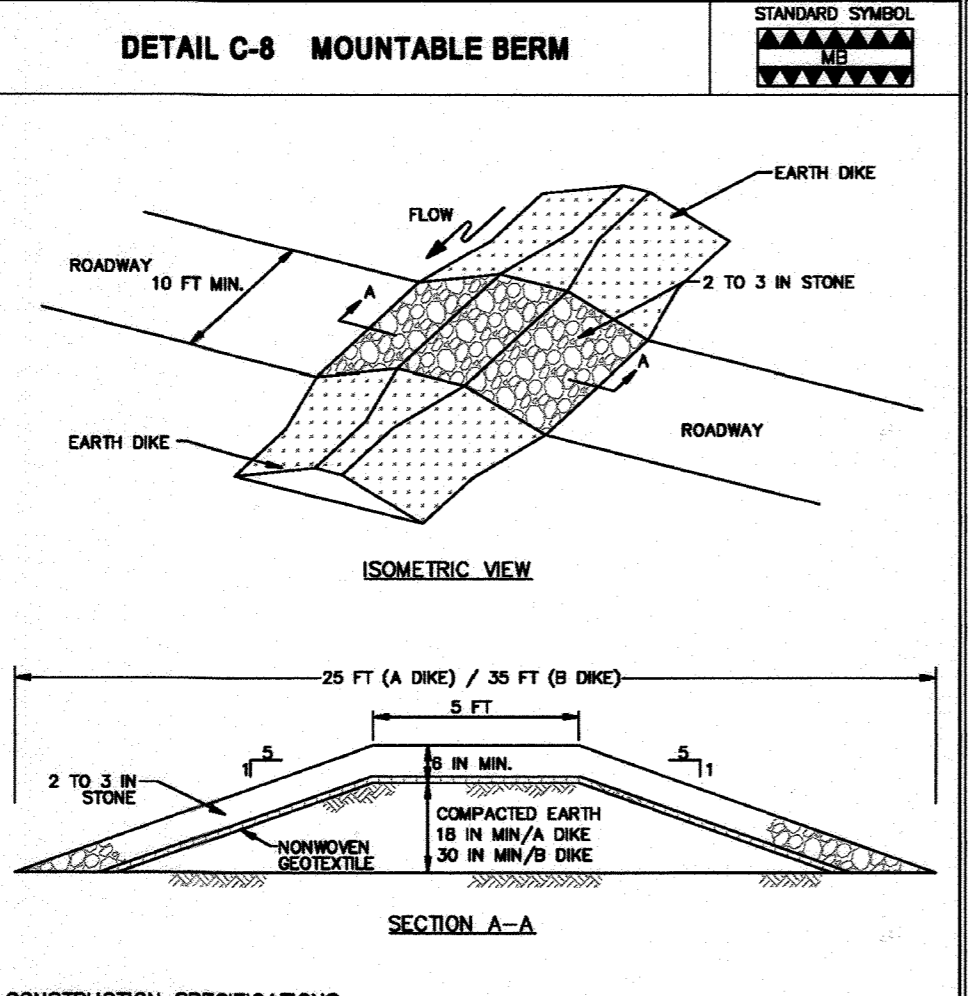 DETAIL C-8 MOUNTABLE BERM
STANDARD SYMBOL
MB
EARTH DIKE
FLOW
ROADWAY
10 FT MIN.
A
2 TO 3 IN STONE
A
EARTH DIKE
ROADWAY
ISOMETRIC VIEW
25 FT (A DIKE) / 35 FT (B DIKE)
5 FT
5
1
6 IN MIN.
5
1
2 TO 3 IN
STONE
NONWOVEN
GEOTEXTILE
COMPACTED EARTH
18 IN MIN/A DIKE
30 IN MIN/B DIKE
SECTION A-A
CONSTRUCTION SPECIFICATIONS